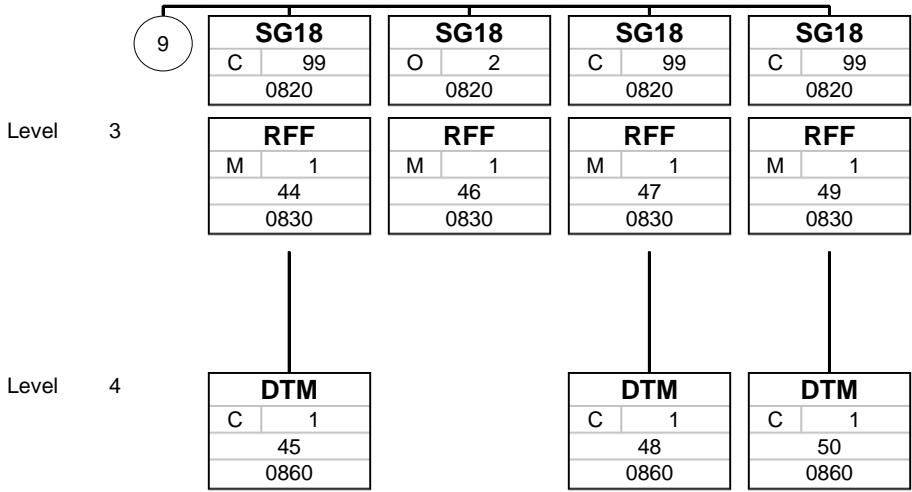 9
SG18 SG18 SG18 SG18
C 99 O 2 C 99 C 99
0820 0820 0820 0820
Level 3 RFF RFF RFF RFF
M 1 M 1 M 1 M 1
44 46 47 49
0830 0830 0830 0830
Level 4 DTM DTM DTM
C 1 C 1 C 1
45 48 50
0860 0860 0860